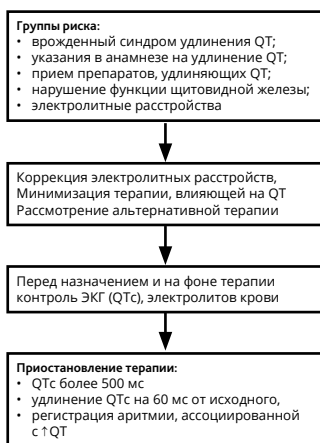 Группы риска:
• врожденный синдром удлинения QT;
• указания в анамнезе на удлинение QT;
• прием препаратов, удлиняющих QT;
• нарушение функции щитовидной железы;
• электролитные расстройства
Коррекция электролитных расстройств,
Минимизация терапии, влияющей на QT
Рассмотрение альтернативной терапии
Перед назначением и на фоне терапии
контроль ЭКГ (QTc), электролитов крови
Приостановление терапии:
• QTc более 500 мс
• удлинение QTc на 60 мс от исходного,
• регистрация аритмии, ассоциированной
с ↑QT